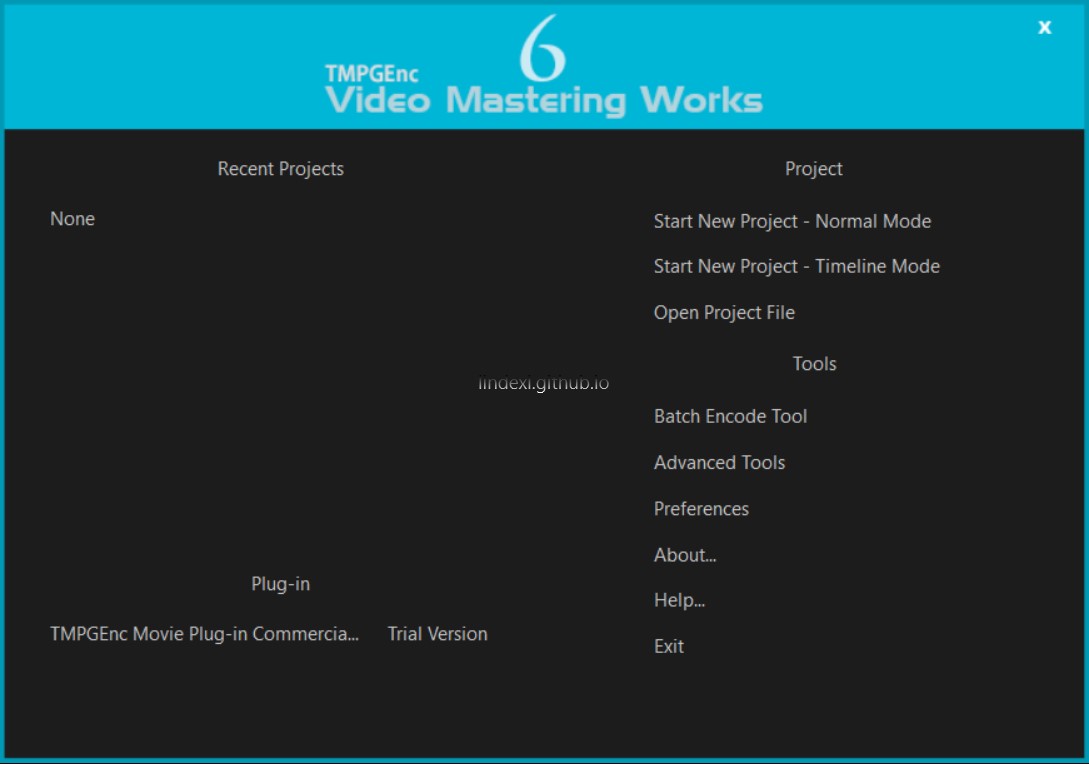 6
x
TMPGEnc
Video Mastering Works
Recent Projects
None
Plug-in
TMPGEnc Movie Plug-in Commercia... Trial Version
Project
Start New Project - Normal Mode
Start New Project - Timeline Mode
Open Project File
Tools
Batch Encode Tool
Advanced Tools
Preferences
About...
Help...
Exit
lindexi.github.io